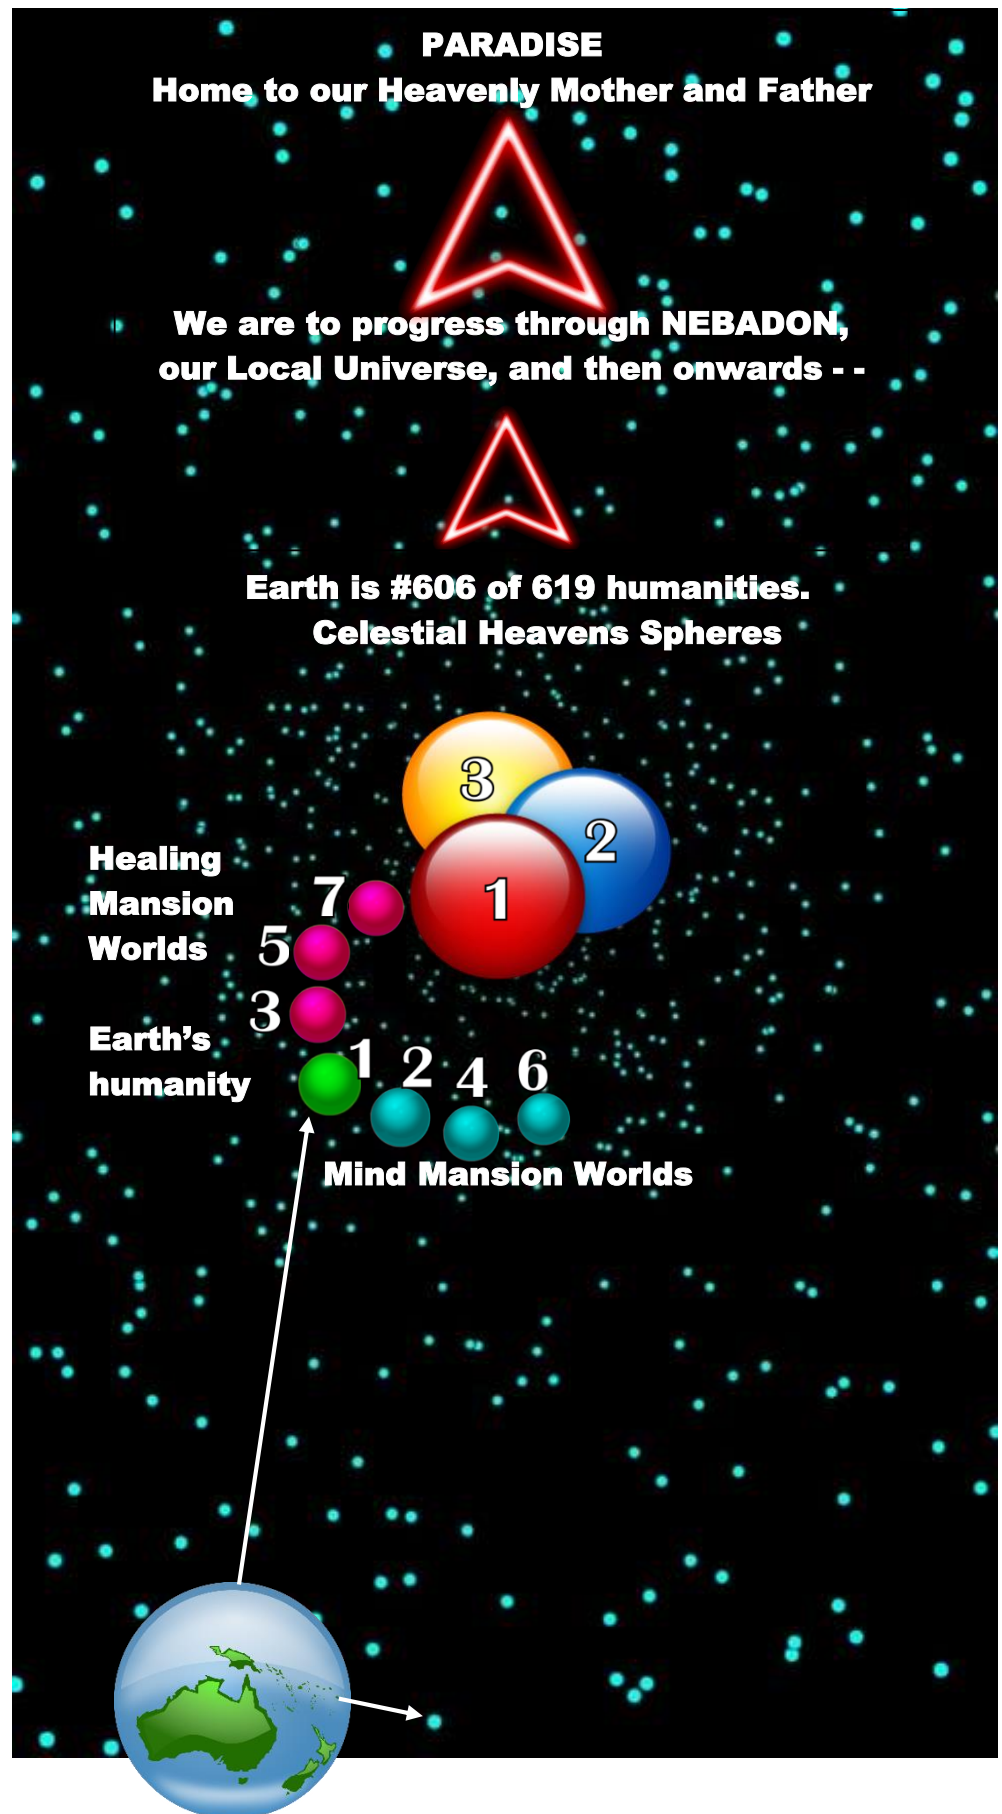 PARADISE
Home to our Heavenly Mother and Father
We are to progress through NEBADON,
our Local Universe, and then onwards - -
Earth is #606 of 619 humanities.
Celestial Heavens Spheres
3
2
1
Healing
Mansion
Worlds
7
5
3
Earth’s
humanity
1
2
4
6
Mind Mansion Worlds